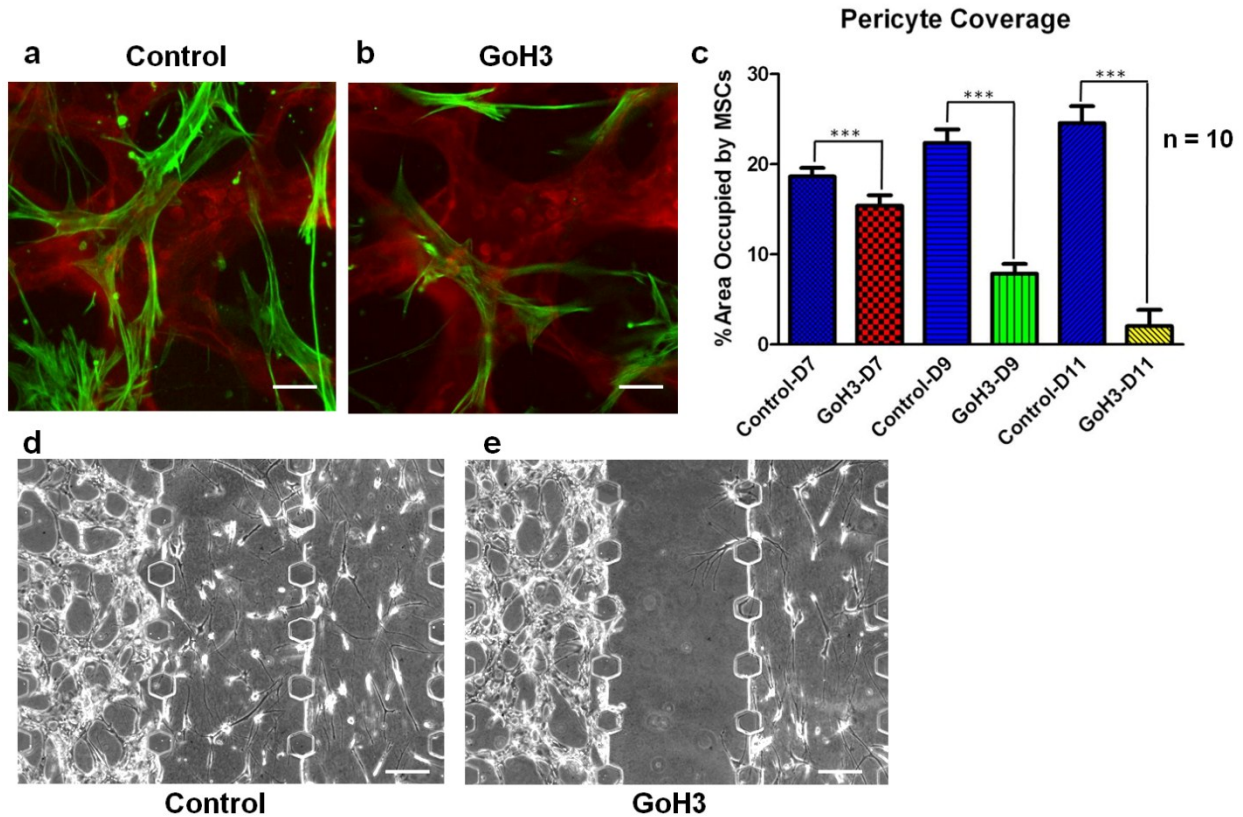 Pericyte Coverage
a Control
b GoH3
c
% Area Occupied by MSCs
30
20
10
0
***
***
***
n = 10
Control-D7
GoH3-D7
Control-D9
GoH3-D9
Control-D11
GoH3-D11
d
e
Control
GoH3